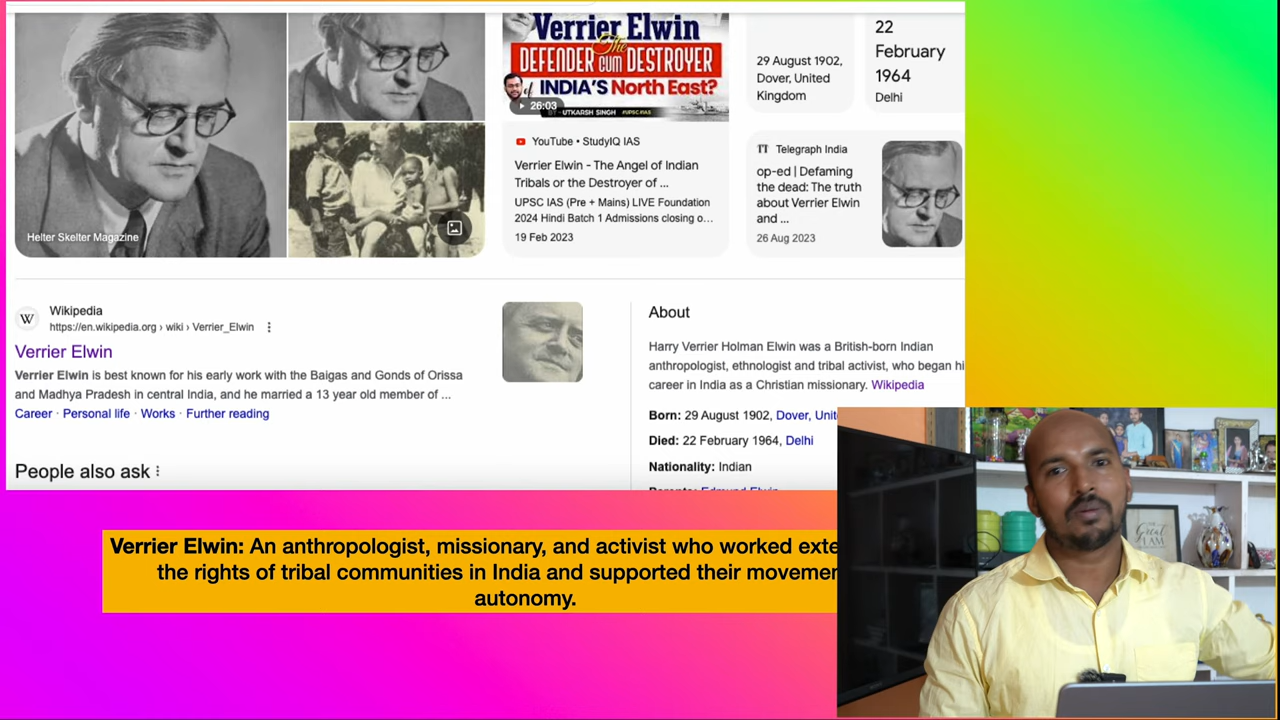 Helter Skelter Magazine
Verrier Elwin
The
DEFENDER CUM DESTROYER
of INDIA'S North East?
26:03
BY - UTKARSH SINGH #UPSC #IAS
YouTube • StudyIQ IAS
Verrier Elwin - The Angel of Indian
Tribals or the Destroyer of ...
UPSC IAS (Pre + Mains) LIVE Foundation
2024 Hindi Batch 1 Admissions closing o...
19 Feb 2023
29 August 1902,
Dover, United
Kingdom
22
February
1964
Delhi
Telegraph India
op-ed | Defaming
the dead: The truth
about Verrier Elwin
and ...
26 Aug 2023
W
Wikipedia
https://en.wikipedia.org › wiki › Verrier_Elwin
Verrier Elwin
Verrier Elwin is best known for his early work with the Baigas and Gonds of Orissa
and Madhya Pradesh in central India, and he married a 13 year old member of ...
Career · Personal life · Works · Further reading
People also ask
About
Harry Verrier Holman Elwin was a British-born Indian
anthropologist, ethnologist and tribal activist, who began hi
career in India as a Christian missionary. Wikipedia
Born: 29 August 1902, Dover, Unit
Died: 22 February 1964, Delhi
Nationality: Indian
Verrier Elwin: An anthropologist, missionary, and activist who worked exte
the rights of tribal communities in India and supported their movemen
autonomy.
Great
I AM